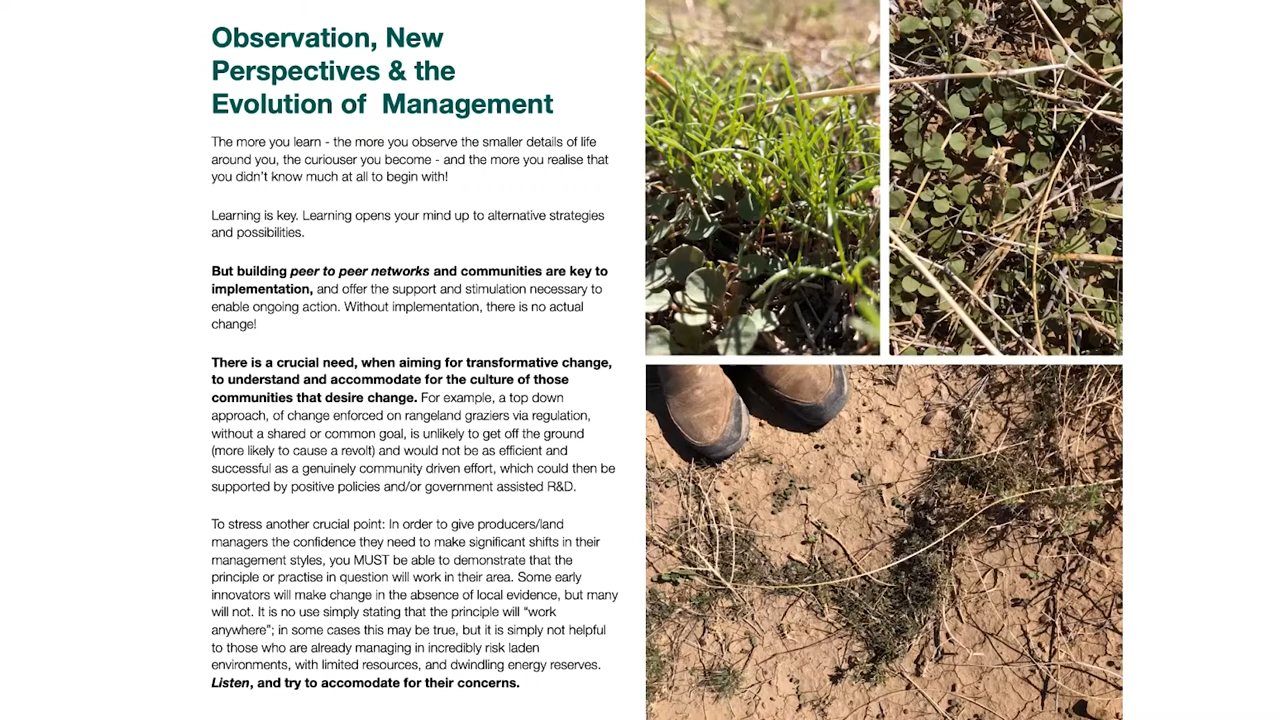 Observation, New
Perspectives & the
Evolution of Management
The more you learn - the more you observe the smaller details of life
around you, the curiouser you become - and the more you realise that
you didn't know much at all to begin with!
Learning is key. Learning opens your mind up to alternative strategies
and possibilities.
But building peer to peer networks and communities are key to
implementation, and offer the support and stimulation necessary to
enable ongoing action. Without implementation, there is no actual
change!
There is a crucial need, when aiming for transformative change,
to understand and accommodate for the culture of those
communities that desire change. For example, a top down
approach, of change enforced on rangeland graziers via regulation,
without a shared or common goal, is unlikely to get off the ground
(more likely to cause a revolt) and would not be as efficient and
successful as a genuinely community driven effort, which could then be
supported by positive policies and/or government assisted R&D.
To stress another crucial point: In order to give producers/land
managers the confidence they need to make significant shifts in their
management styles, you MUST be able to demonstrate that the
principle or practise in question will work in their area. Some early
innovators will make change in the absence of local evidence, but many
will not. It is no use simply stating that the principle will “work
anywhere”; in some cases this may be true, but it is simply not helpful
to those who are already managing in incredibly risk laden
environments, with limited resources, and dwindling energy reserves.
Listen, and try to accomodate for their concerns.